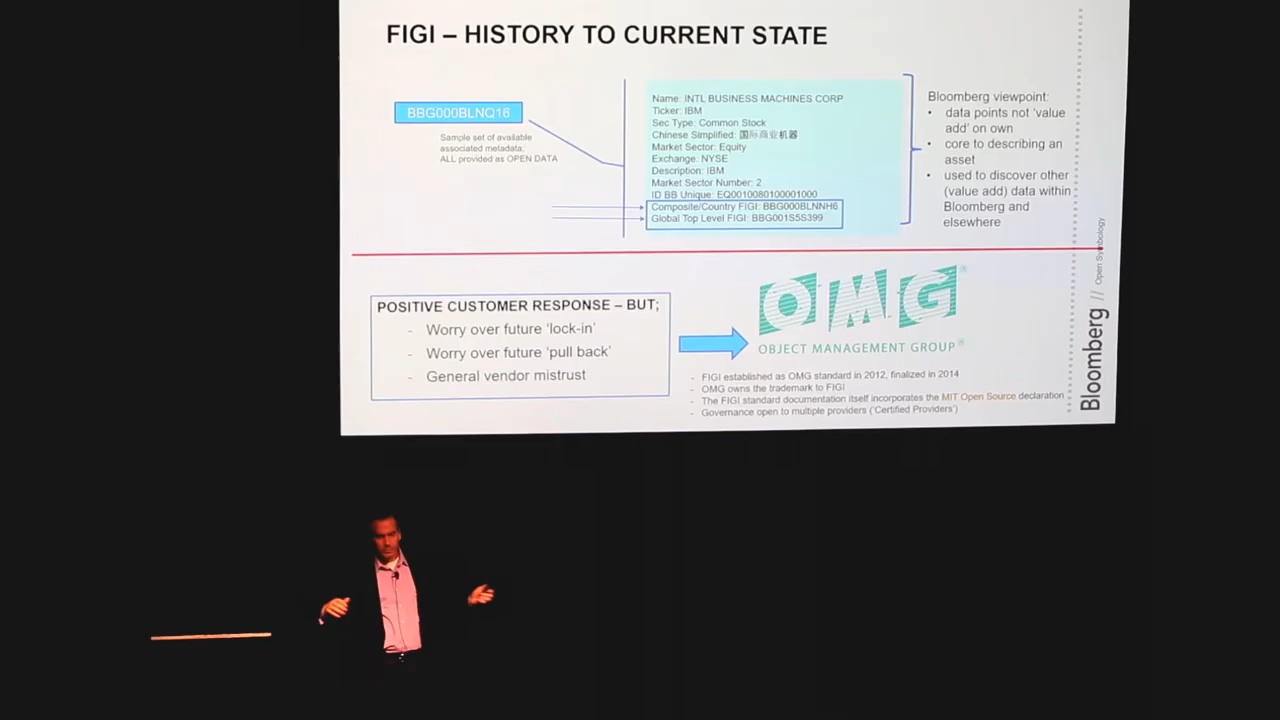 FIGI – HISTORY TO CURRENT STATE
BBG000BLNQ16
Sample set of available
associated metadata;
ALL provided as OPEN DATA
Name: INTL BUSINESS MACHINES CORP
Ticker: IBM
Sec Type: Common Stock
Chinese Simplified: 国际商业机器
Market Sector: Equity
Exchange: NYSE
Description: IBM
Market Sector Number: 2
ID BB Unique: EQ0010080100001000
Composite/Country FIGI: BBG000BLNNH6
Global Top Level FIGI: BBG001S5S399
Bloomberg viewpoint:
• data points not 'value
add' on own
• core to describing an
asset
• used to discover other
(value add) data within
Bloomberg and
elsewhere
POSITIVE CUSTOMER RESPONSE – BUT;
- Worry over future 'lock-in'
- Worry over future 'pull back'
- General vendor mistrust
OMG®
OBJECT MANAGEMENT GROUP®
- FIGI established as OMG standard in 2012, finalized in 2014
- OMG owns the trademark to FIGI
- The FIGI standard documentation itself incorporates the MIT Open Source declaration
- Governance open to multiple providers ('Certified Providers')
Bloomberg // Open Symbology